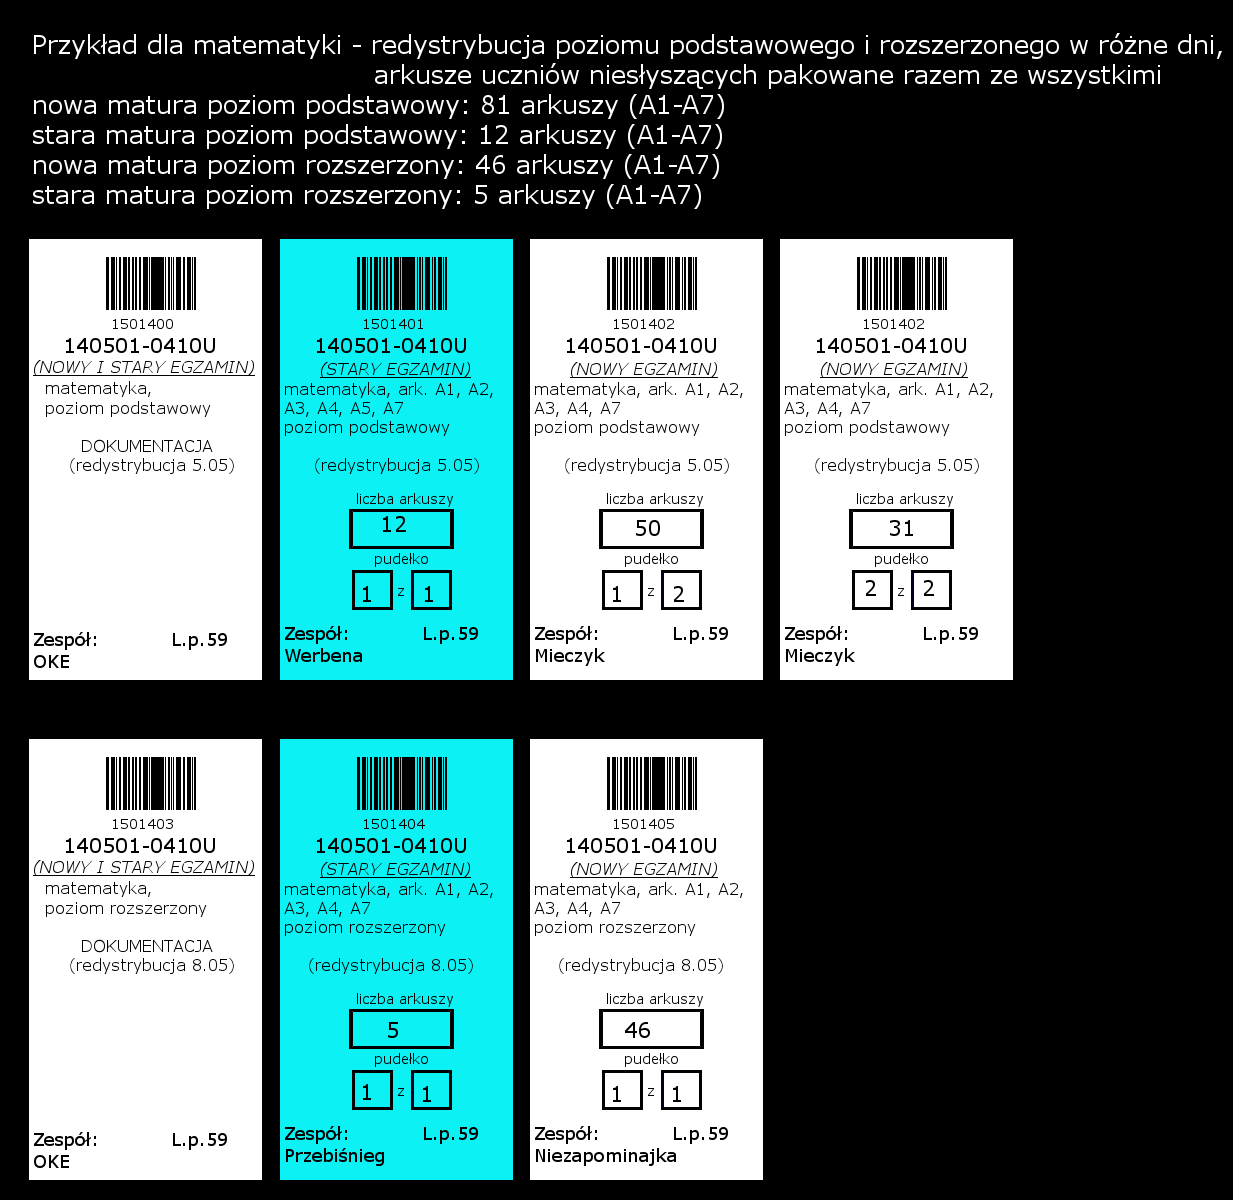 Przykład dla matematyki - redystrybucja poziomu podstawowego i rozszerzonego w różne dni,
arkusze uczniów niesłyszących pakowane razem ze wszystkimi
nowa matura poziom podstawowy: 81 arkuszy (A1-A7)
stara matura poziom podstawowy: 12 arkuszy (A1-A7)
nowa matura poziom rozszerzony: 46 arkuszy (A1-A7)
stara matura poziom rozszerzony: 5 arkuszy (A1-A7)
1501400
140501-0410U
(NOWY I STARY EGZAMIN)
matematyka,
poziom podstawowy
DOKUMENTACJA
(redystrybucja 5.05)
Zespół: L.p.59
OKE
1501401
140501-0410U
(STARY EGZAMIN)
matematyka, ark. A1, A2,
A3, A4, A5, A7
poziom podstawowy
(redystrybucja 5.05)
liczba arkuszy
12
pudełko
1 z 1
Zespół: L.p.59
Werbena
1501402
140501-0410U
(NOWY EGZAMIN)
matematyka, ark. A1, A2,
A3, A4, A7
poziom podstawowy
(redystrybucja 5.05)
liczba arkuszy
50
pudełko
1 z 2
Zespół: L.p.59
Mieczyk
1501402
140501-0410U
(NOWY EGZAMIN)
matematyka, ark. A1, A2,
A3, A4, A7
poziom podstawowy
(redystrybucja 5.05)
liczba arkuszy
31
pudełko
2 z 2
Zespół: L.p.59
Mieczyk
1501403
140501-0410U
(NOWY I STARY EGZAMIN)
matematyka,
poziom rozszerzony
DOKUMENTACJA
(redystrybucja 8.05)
Zespół: L.p.59
OKE
1501404
140501-0410U
(STARY EGZAMIN)
matematyka, ark. A1, A2,
A3, A4, A7
poziom rozszerzony
(redystrybucja 8.05)
liczba arkuszy
5
pudełko
1 z 1
Zespół: L.p.59
Przebiśnieg
1501405
140501-0410U
(NOWY EGZAMIN)
matematyka, ark. A1, A2,
A3, A4, A7
poziom rozszerzony
(redystrybucja 8.05)
liczba arkuszy
46
pudełko
1 z 1
Zespół: L.p.59
Niezapominajka